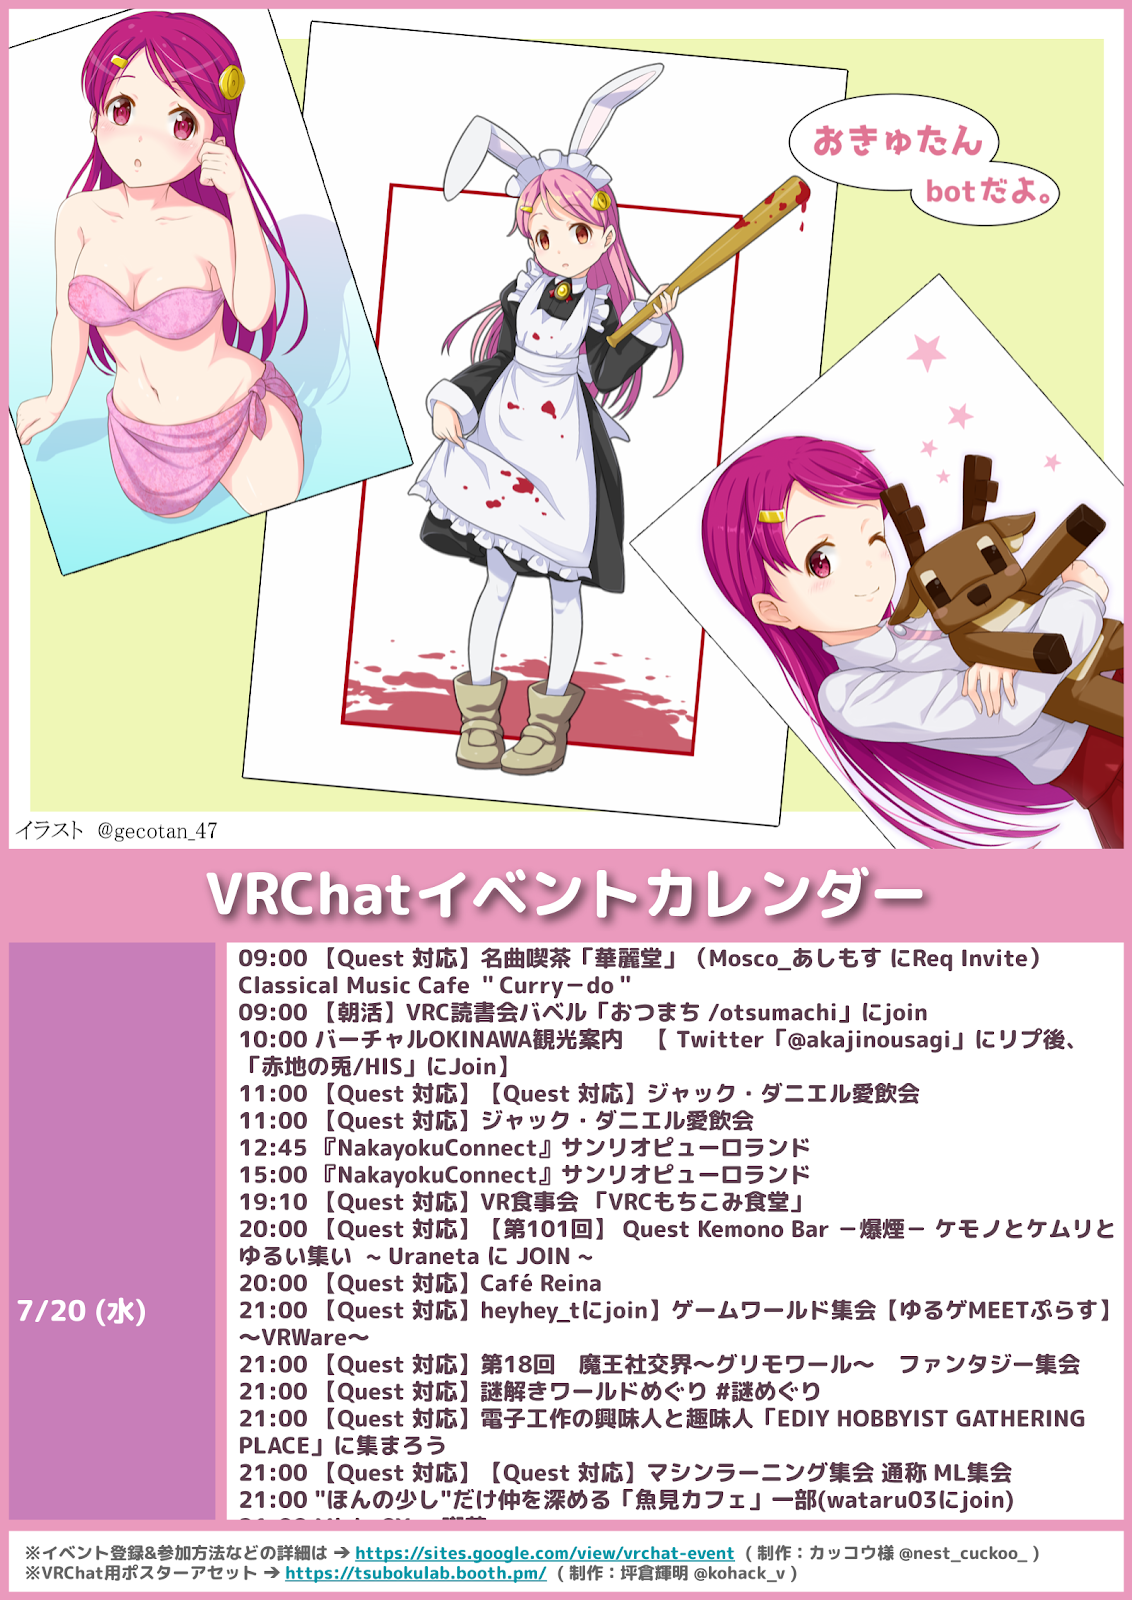 おきゅたん
botだよ。
イラスト @gecotan_47
VRChatイベントカレンダー
7/20 (水)
09:00 【Quest 対応】名曲喫茶「華麗堂」（Mosco_あしもす にReq Invite）
Classical Music Cafe ＂Curry－do＂
09:00 【朝活】VRC読書会バベル「おつまち /otsumachi」にjoin
10:00 バーチャルOKINAWA観光案内　【 Twitter「@akajinousagi」にリプ後、
「赤地の兎/HIS」にJoin】
11:00 【Quest 対応】【Quest 対応】ジャック・ダニエル愛飲会
11:00 【Quest 対応】ジャック・ダニエル愛飲会
12:45 『NakayokuConnect』サンリオピューロランド
15:00 『NakayokuConnect』サンリオピューロランド
19:10 【Quest 対応】VR食事会 「VRCもちこみ食堂」
20:00 【Quest 対応】【第101回】 Quest Kemono Bar －爆煙－ ケモノとケムリと
ゆるい集い ～ Uraneta に JOIN ～
20:00 【Quest 対応】Café Reina
21:00 【Quest 対応】heyhey_tにjoin】ゲームワールド集会【ゆるゲMEETぷらす】
～VRWare～
21:00 【Quest 対応】第18回　魔王社交界～グリモワール～　ファンタジー集会
21:00 【Quest 対応】謎解きワールドめぐり #謎めぐり
21:00 【Quest 対応】電子工作の興味人と趣味人「EDIY HOBBYIST GATHERING
PLACE」に集まろう
21:00 【Quest 対応】【Quest 対応】マシンラーニング集会 通称 ML集会
21:00 "ほんの少し"だけ仲を深める「魚見カフェ」一部(wataru03にjoin)
※イベント登録&参加方法などの詳細は ➔ https://sites.google.com/view/vrchat-event （ 制作：カッコウ様 @nest_cuckoo_ ）
※VRChat用ポスターアセット ➔ https://tsubokulab.booth.pm/ （ 制作：坪倉輝明 @kohack_v ）